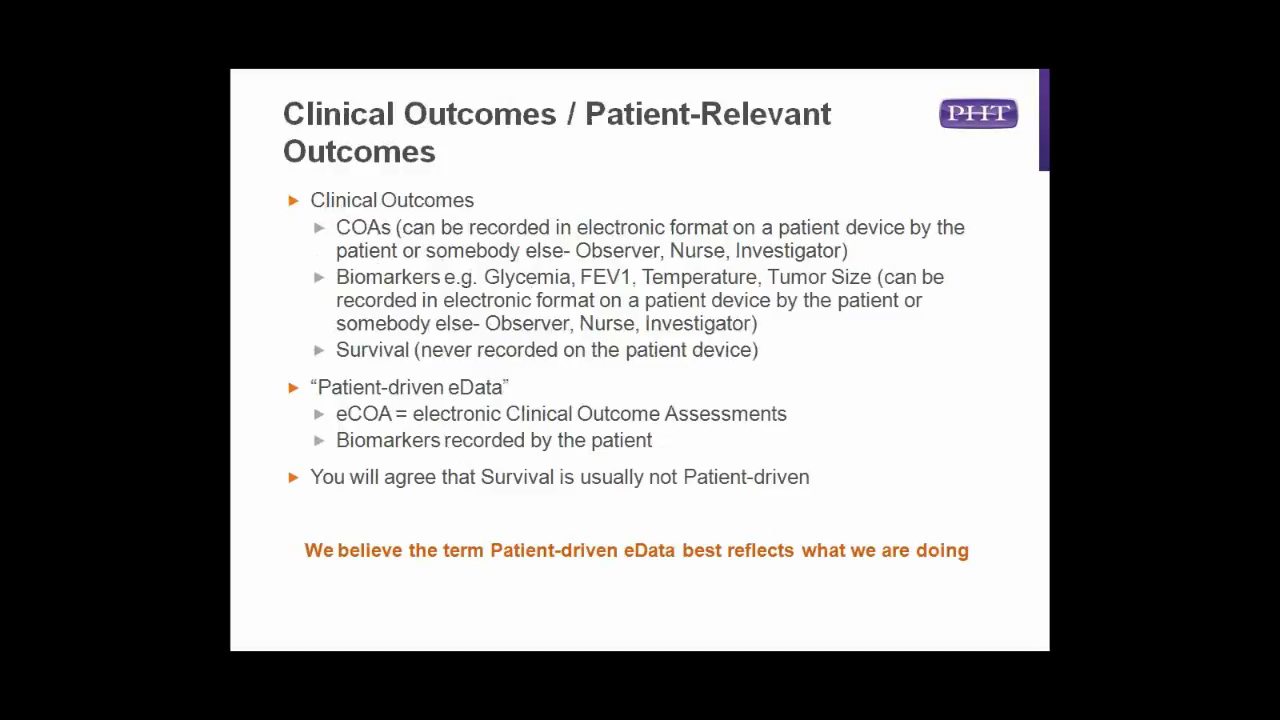 Clinical Outcomes / Patient-Relevant
Outcomes
PHT
Clinical Outcomes
COAs (can be recorded in electronic format on a patient device by the
patient or somebody else- Observer, Nurse, Investigator)
Biomarkers e.g. Glycemia, FEV1, Temperature, Tumor Size (can be
recorded in electronic format on a patient device by the patient or
somebody else- Observer, Nurse, Investigator)
Survival (never recorded on the patient device)
“Patient-driven eData”
eCOA = electronic Clinical Outcome Assessments
Biomarkers recorded by the patient
You will agree that Survival is usually not Patient-driven
We believe the term Patient-driven eData best reflects what we are doing